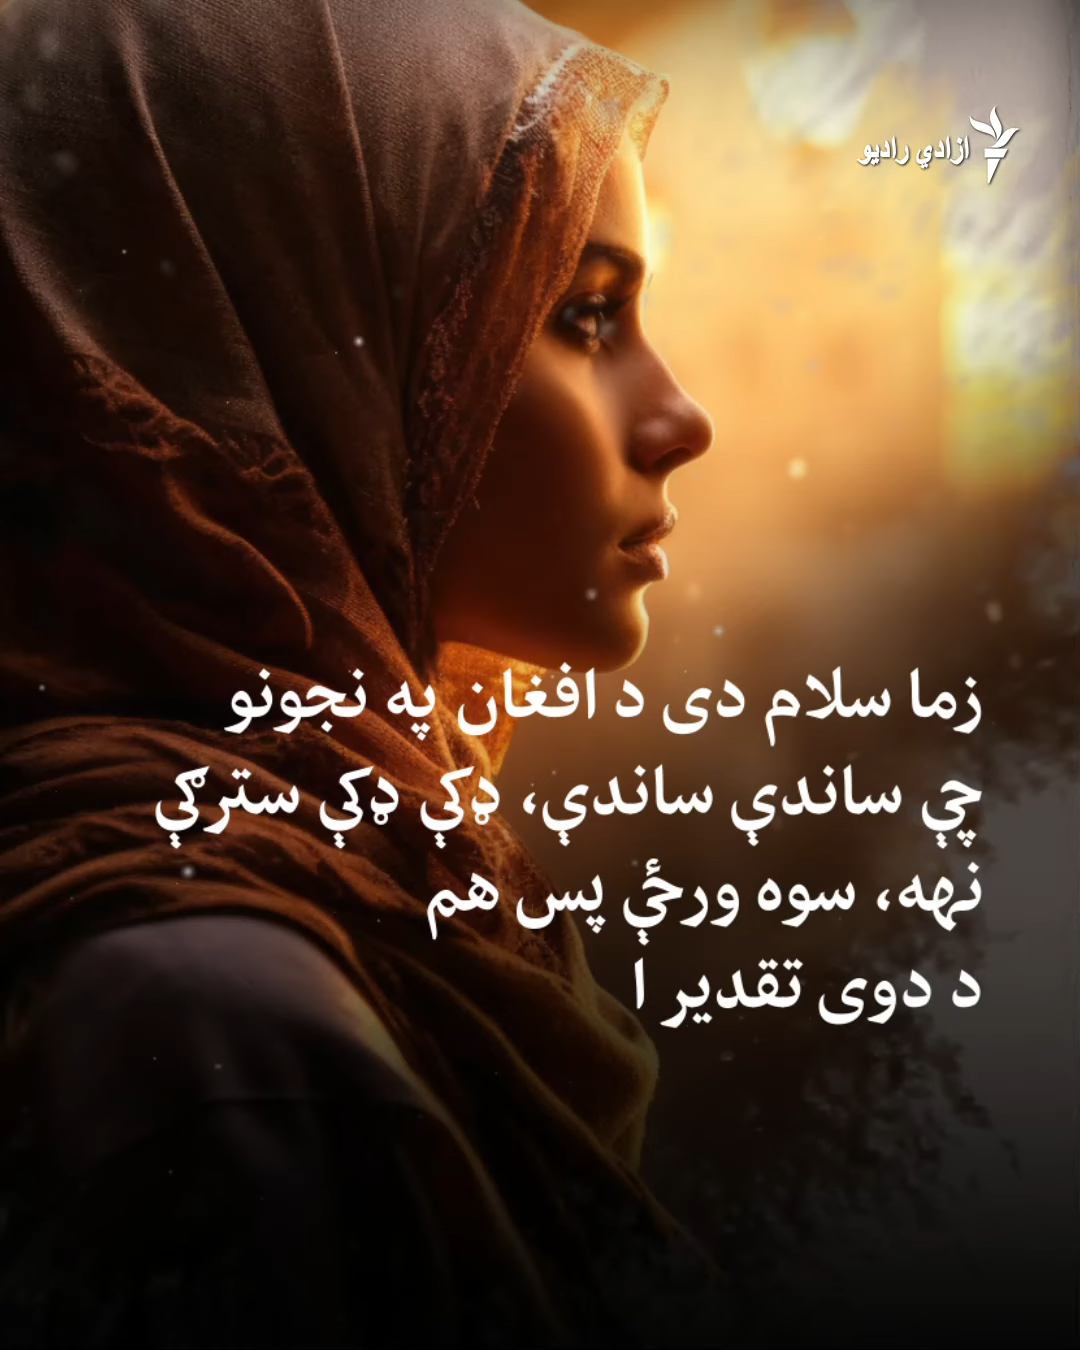 ازادي راډیو
زما سلام دی د افغان په نجونو
چې ساندې ساندې، ډکې ډکې سترګې
نهه، سوه ورځې پس هم
د دوی تقدیر ا